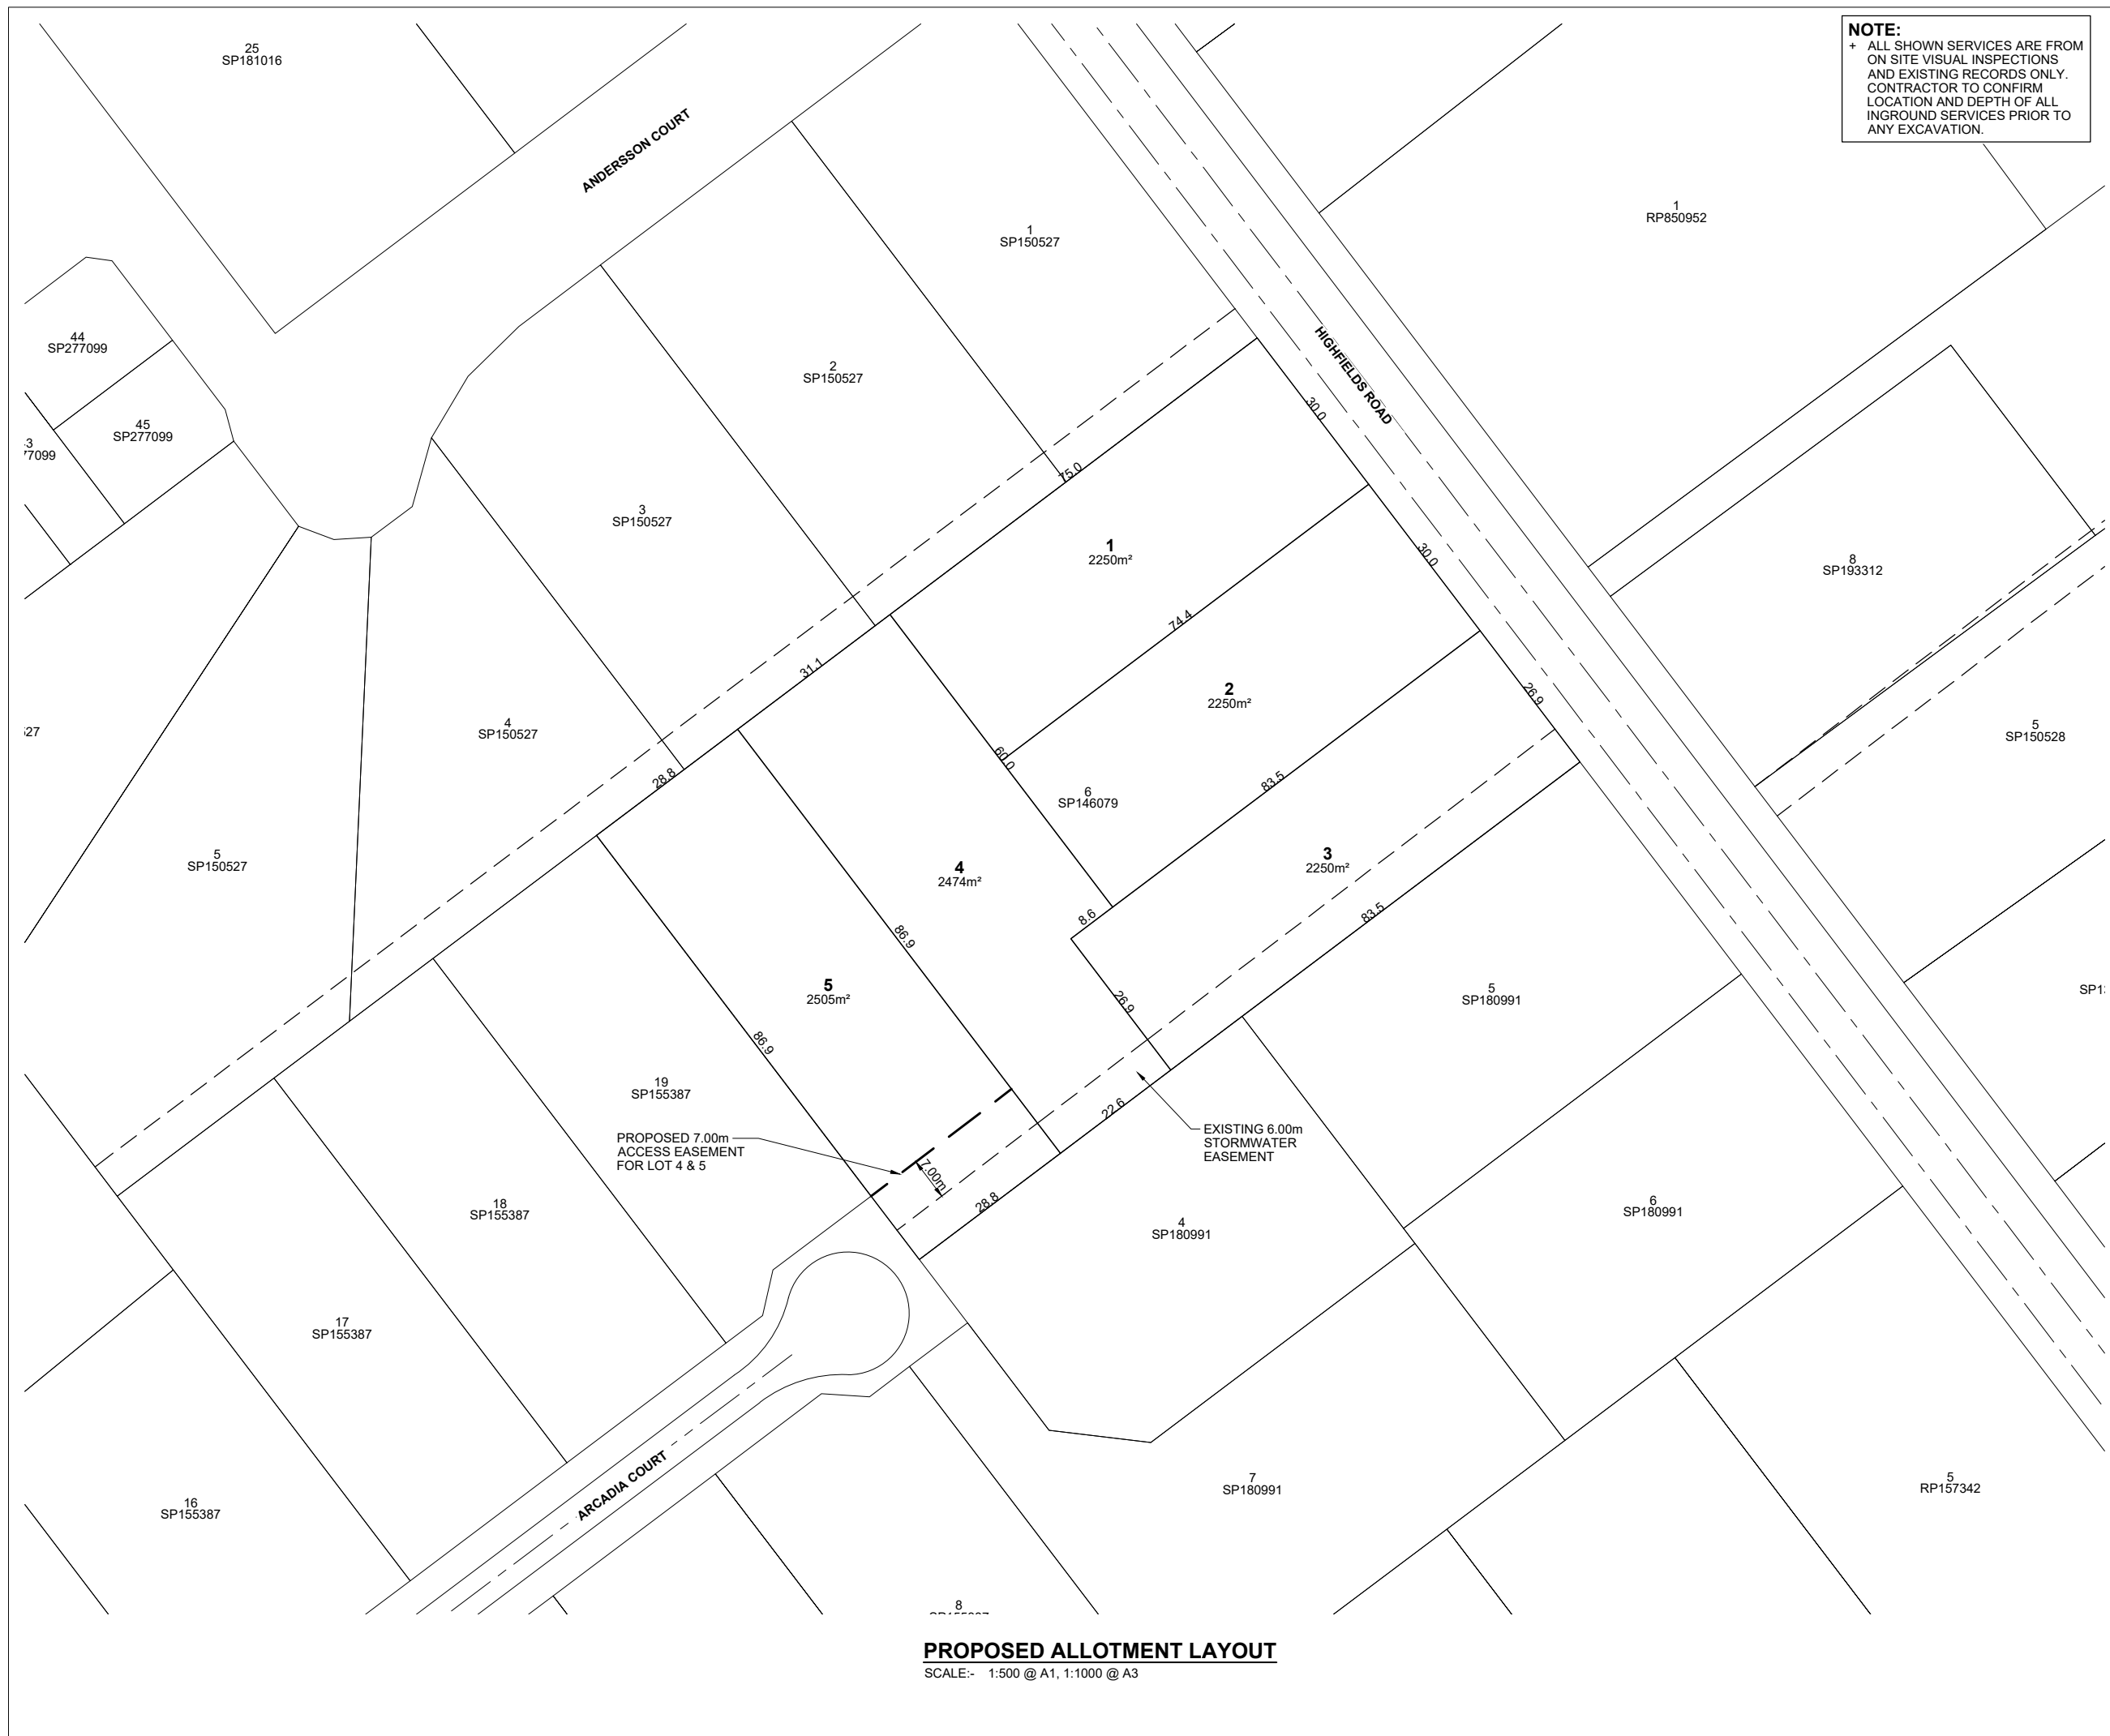 NOTE:
+ ALL SHOWN SERVICES ARE FROM
ON SITE VISUAL INSPECTIONS
AND EXISTING RECORDS ONLY.
CONTRACTOR TO CONFIRM
LOCATION AND DEPTH OF ALL
INGROUND SERVICES PRIOR TO
ANY EXCAVATION.
25
SP181016
ANDERSSON COURT
1
RP850952
1
SP150527
44
SP277099
2
SP150527
HIGHFIELDS ROAD
45
SP277099
3
7099
30.0
75.0
3
SP150527
1
2250m²
30.0
8
SP193312
74.4
31.1
2
2250m²
26.9
4
SP150527
27
5
SP150528
28.8
60.0
83.5
6
SP146079
5
SP150527
4
2474m²
3
2250m²
8.6
83.5
86.9
5
2505m²
5
SP180991
SP1
26.9
86.9
19
SP155387
22.6
PROPOSED 7.00m
ACCESS EASEMENT
FOR LOT 4 & 5
EXISTING 6.00m
STORMWATER
EASEMENT
7.00m
28.8
18
SP155387
4
SP180991
6
SP180991
17
SP155387
ARCADIA COURT
7
SP180991
5
RP157342
16
SP155387
8
PROPOSED ALLOTMENT LAYOUT
SCALE:- 1:500 @ A1, 1:1000 @ A3